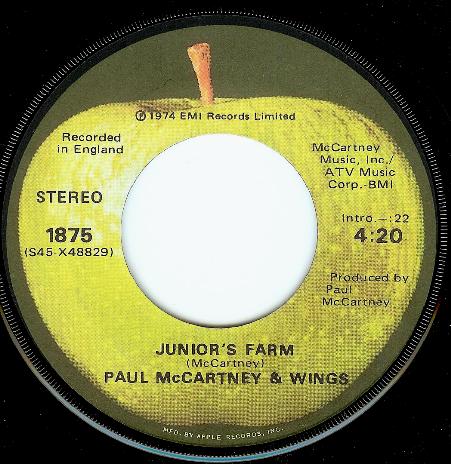 ℗ 1974 EMI Records Limited
Recorded
in England
McCartney
Music, Inc./
ATV Music
Corp.-BMI
STEREO
1875
(S45-X48829)
Intro.–:22
4:20
Produced by
Paul
McCartney
JUNIOR'S FARM
(McCartney)
PAUL McCARTNEY & WINGS
MFD. BY APPLE RECORDS, INC.